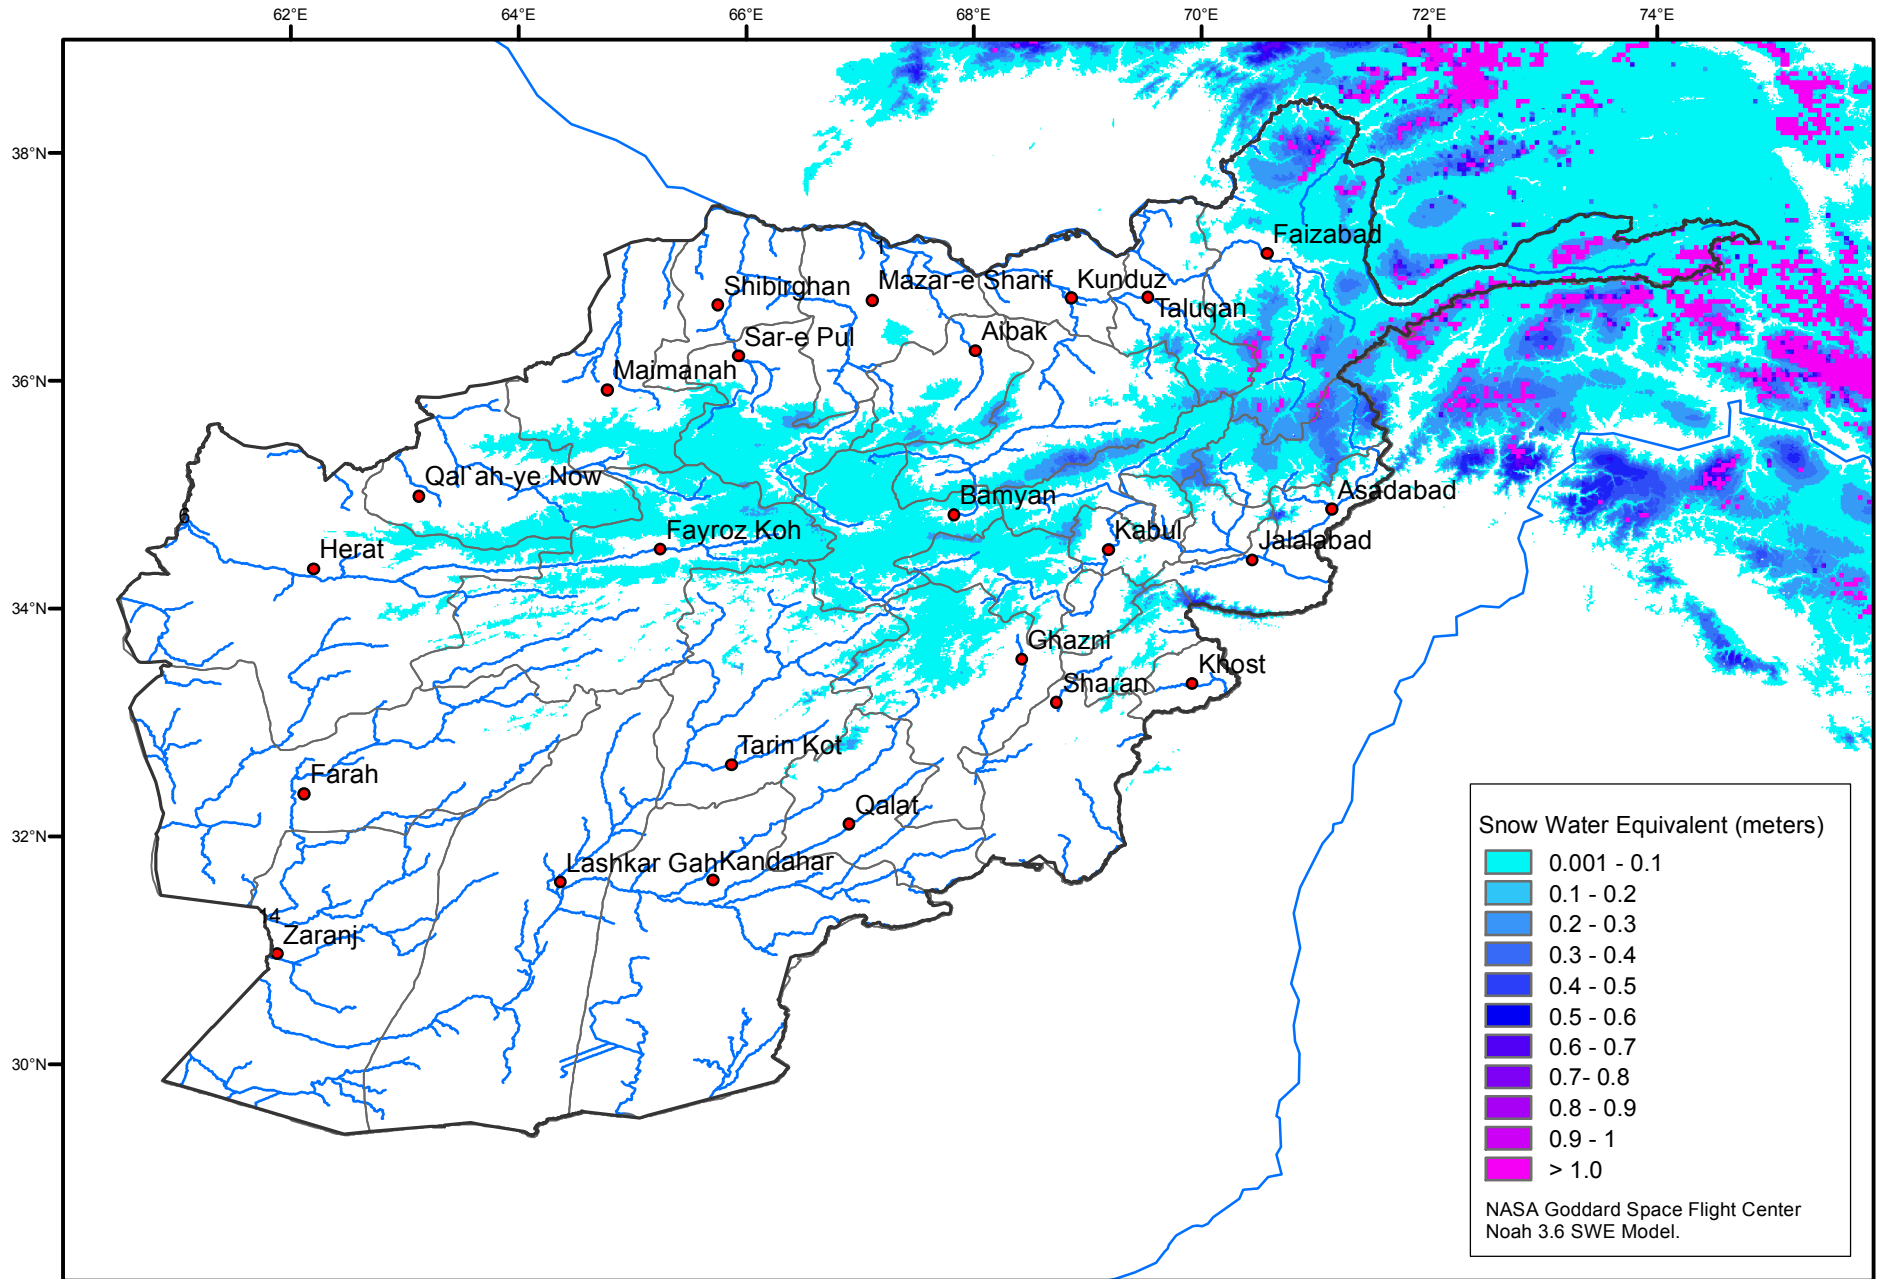 62°E 64°E 66°E 68°E 70°E 72°E 74°E
38°N
Faizabad
Shibirghan
Mazar-e Sharif
Kunduz
Taluqan
Sar-e Pul
Aibak
36°N
Maimanah
Qal`ah-ye Now
Bamyan
Asadabad
Fayroz Koh
Kabul
Jalalabad
Herat
34°N
Ghazni
Khost
Sharan
Tarin Kot
Farah
Qalat
32°N
Lashkar Gah
Kandahar
14
Zaranj
30°N
Snow Water Equivalent (meters)
0.001 - 0.1
0.1 - 0.2
0.2 - 0.3
0.3 - 0.4
0.4 - 0.5
0.5 - 0.6
0.6 - 0.7
0.7- 0.8
0.8 - 0.9
0.9 - 1
> 1.0
NASA Goddard Space Flight Center
Noah 3.6 SWE Model.